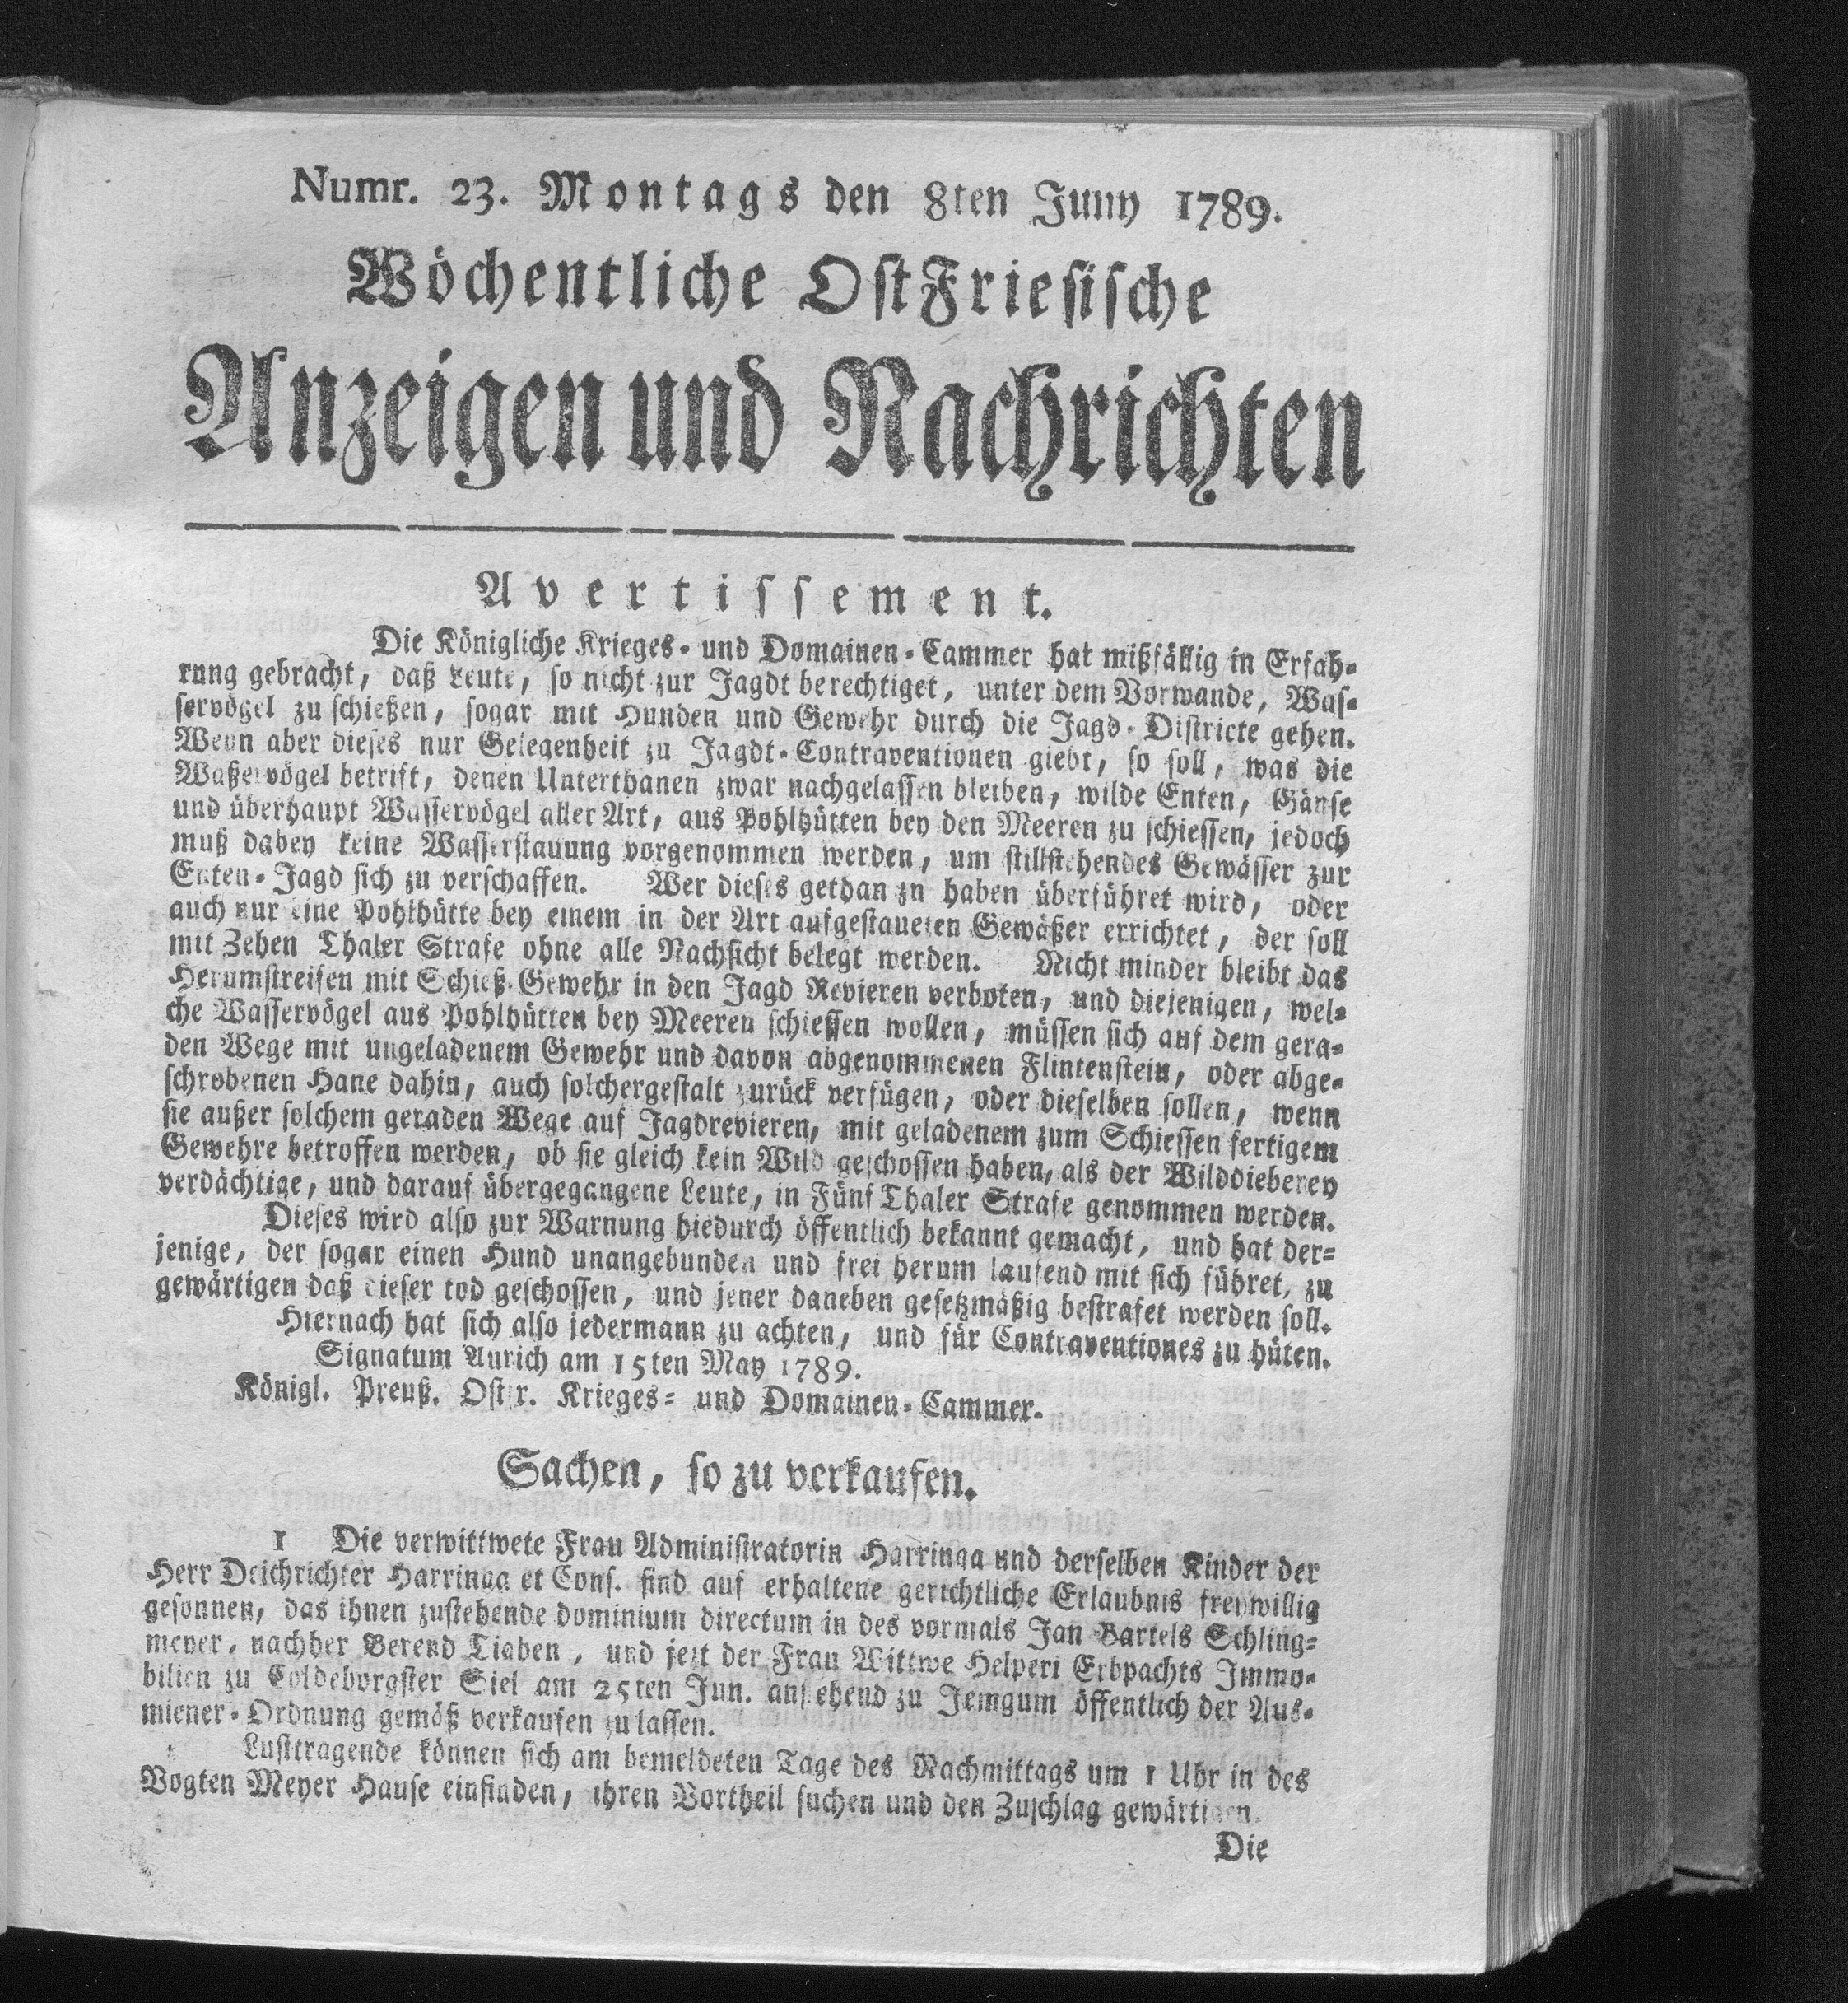 Numr. 23. Montags den 8ten Juny 1789.
Wöchentliche OstFriesische
Anzeigen und Nachrichten
Avertissement.
Die Königliche Krieges- und Domainen-Cammer hat mißfällig in Erfah-
rung gebracht, daß Leute, so nicht zur Jagdt berechtiget, unter dem Vorwande, Was-
servögel zu schießen, sogar mit Hunden und Gewehr durch die Jagd-Districte gehen.
Wenn aber dieses nur Gelegenheit zu Jagdt-Contraventionen giebt, so soll, was die
Waßervögel betrift, denen Unterthanen zwar nachgelassen bleiben, wilde Enten, Gänse
und überhaupt Wasservögel aller Art, aus Pohlhütten bey den Meeren zu schiessen, jedoch
muß dabey keine Wasserstauung vorgenommen werden, um stillstehendes Gewässer zur
Enten-Jagd sich zu verschaffen. Wer dieses gethan zu haben überführet wird, oder
auch nur eine Pohlhütte bey einem in der Art aufgestaueten Gewäßer errichtet, der soll
mit Zehen Thaler Strafe ohne alle Nachsicht belegt werden. Nicht minder bleibt das
Herumstreifen mit Schieß-Gewehr in den Jagd Revieren verboten, und diejenigen, wel-
che Wasservögel aus Pohlhütten bey Meeren schiessen wollen, müssen sich auf dem gera-
den Wege mit ungeladenem Gewehr und davon abgenommenen Flintenstein, oder abge-
schrobenen Hane dahin, auch solchergestalt zurück verfügen, oder dieselben sollen, wenn
sie außer solchem geraden Wege auf Jagdrevieren, mit geladenem zum Schiessen fertigem
Gewehre betroffen werden, ob sie gleich kein Wild geschossen haben, als der Wilddieberey
verdächtige, und darauf übergegangene Leute, in Fünf Thaler Strafe genommen werden.
Dieses wird also zur Warnung hiedurch öffentlich bekannt gemacht, und hat der-
jenige, der sogar einen Hund unangebunden und frei herum laufend mit sich führet, zu
gewärtigen daß dieser tod geschossen, und jener daneben gesetzmäßig bestrafet werden soll.
Hiernach hat sich also jedermann zu achten, und für Contraventiones zu hüten.
Signatum Aurich am 15ten May 1789.
Königl. Preuß. Ostfr. Krieges- und Domainen-Cammer.
Sachen, so zu verkaufen.
1 Die verwittwete Frau Administratorin Harringa und derselben Kinder der
Herr Deichrichter Harringa et Cons. sind auf erhaltene gerichtliche Erlaubnis freywillig
gesonnen, das ihnen zustehende dominium directum in des vormals Jan Bartels Schling-
meyer, nachher Berend Tiaben, und jetzt der Frau Wittwe Helperi Erbpachts Immo-
bilien zu Coldeborgster Siel am 25ten Jun. anstehend zu Jemgum öffentlich der Aus-
miener-Ordnung gemäß verkaufen zu lassen.
Lusttragende können sich am bemeldeten Tage des Nachmittags um 1 Uhr in des
Vogten Meyer Hause einfinden, ihren Vortheil suchen und den Zuschlag gewärtigen.
Die